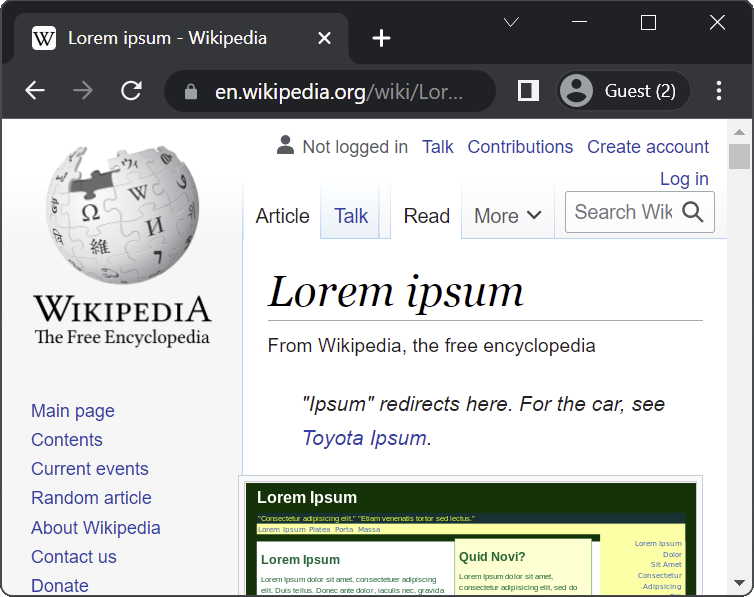 Lorem ipsum - Wikipedia
en.wikipedia.org/wiki/Lor...
Guest (2)
Not logged in Talk Contributions Create account
Log in
Article Talk Read More
Search Wik
Ω W И 維
WIKIPEDIA
The Free Encyclopedia
Main page
Contents
Current events
Random article
About Wikipedia
Contact us
Donate
Lorem ipsum
From Wikipedia, the free encyclopedia
"Ipsum" redirects here. For the car, see
Toyota Ipsum.
Lorem Ipsum
"Consectetur adipisicing elit." "Etiam venenatis tortor sed lectus."
Lorem Ipsum Platea Porta Massa
Lorem Ipsum
Lorem ipsum dolor sit amet, consectetuer adipiscing
elit. Duis tellus. Donec ante dolor, iaculis nec, gravida
Quid Novi?
Lorem ipsum dolor sit amet,
consectetur adipisicing elit, sed do
Lorem Ipsum
Dolor
Sit Amet
Consectetur
Adipising